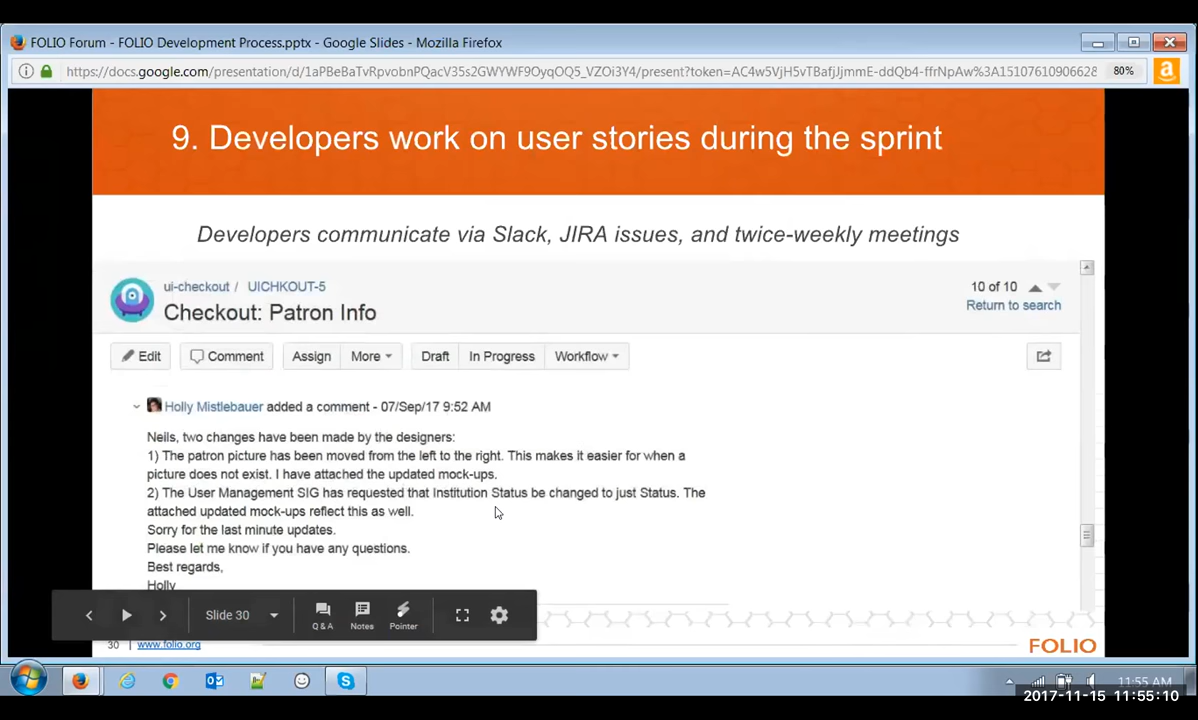 FOLIO Forum - FOLIO Development Process.pptx - Google Slides - Mozilla Firefox
https://docs.google.com/presentation/d/1aPBeBaTvRpvobnPQacV35s2GWYWF9OyqOQ5_VZOi3Y4/present?token=AC4w5VjH5vTBafjJjmmE-ddQb4-ffrNpAw%3A15107610906628
80%
9. Developers work on user stories during the sprint
Developers communicate via Slack, JIRA issues, and twice-weekly meetings
ui-checkout / UICHKOUT-5
10 of 10
Checkout: Patron Info
Return to search
Edit Comment Assign More Draft In Progress Workflow
Holly Mistlebauer added a comment - 07/Sep/17 9:52 AM
Neils, two changes have been made by the designers:
1) The patron picture has been moved from the left to the right. This makes it easier for when a
picture does not exist. I have attached the updated mock-ups.
2) The User Management SIG has requested that Institution Status be changed to just Status. The
attached updated mock-ups reflect this as well.
Sorry for the last minute updates.
Please let me know if you have any questions.
Best regards,
Holly
Slide 30
Q & A Notes Pointer
30 | www.folio.org
FOLIO
11:55 AM
2017-11-15 11:55:10